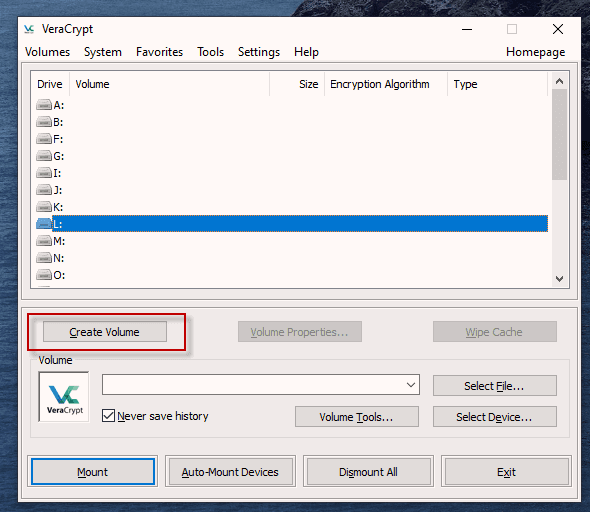 VeraCrypt
Volumes System Favorites Tools Settings Help Homepage
Drive Volume Size Encryption Algorithm Type
A:
B:
F:
G:
I:
J:
K:
L:
M:
N:
O:
Create Volume Volume Properties... Wipe Cache
Volume
VeraCrypt
Select File...
Never save history Volume Tools... Select Device...
Mount Auto-Mount Devices Dismount All Exit